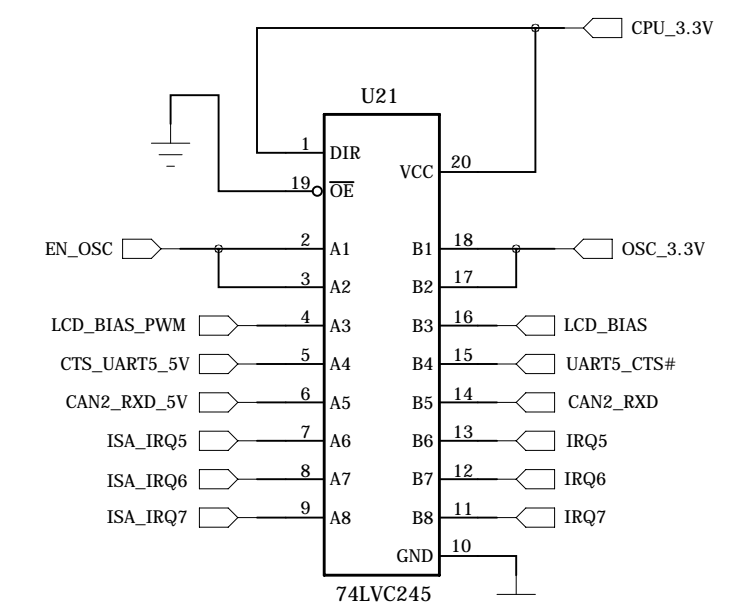 CPU_3.3V
U21
1 DIR
VCC 20
19 OE
EN_OSC 2 A1 B1 18 OSC_3.3V
3 A2 B2 17
LCD_BIAS_PWM 4 A3 B3 16 LCD_BIAS
CTS_UART5_5V 5 A4 B4 15 UART5_CTS#
CAN2_RXD_5V 6 A5 B5 14 CAN2_RXD
ISA_IRQ5 7 A6 B6 13 IRQ5
ISA_IRQ6 8 A7 B7 12 IRQ6
ISA_IRQ7 9 A8 B8 11 IRQ7
GND 10
74LVC245